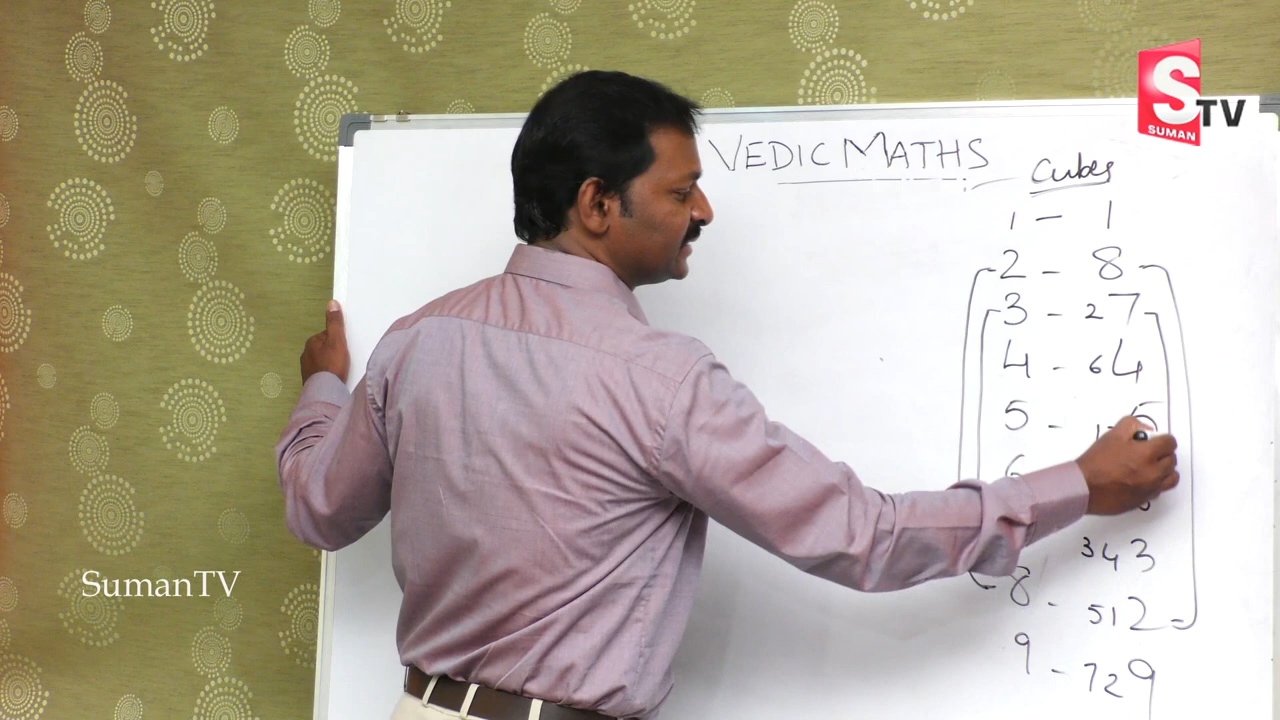 S TV
SUMAN
VEDIC MATHS
Cubes
1 - 1
2 - 8
3 - 27
4 - 64
5 -
6
343
8 - 512
9 - 729
SumanTV